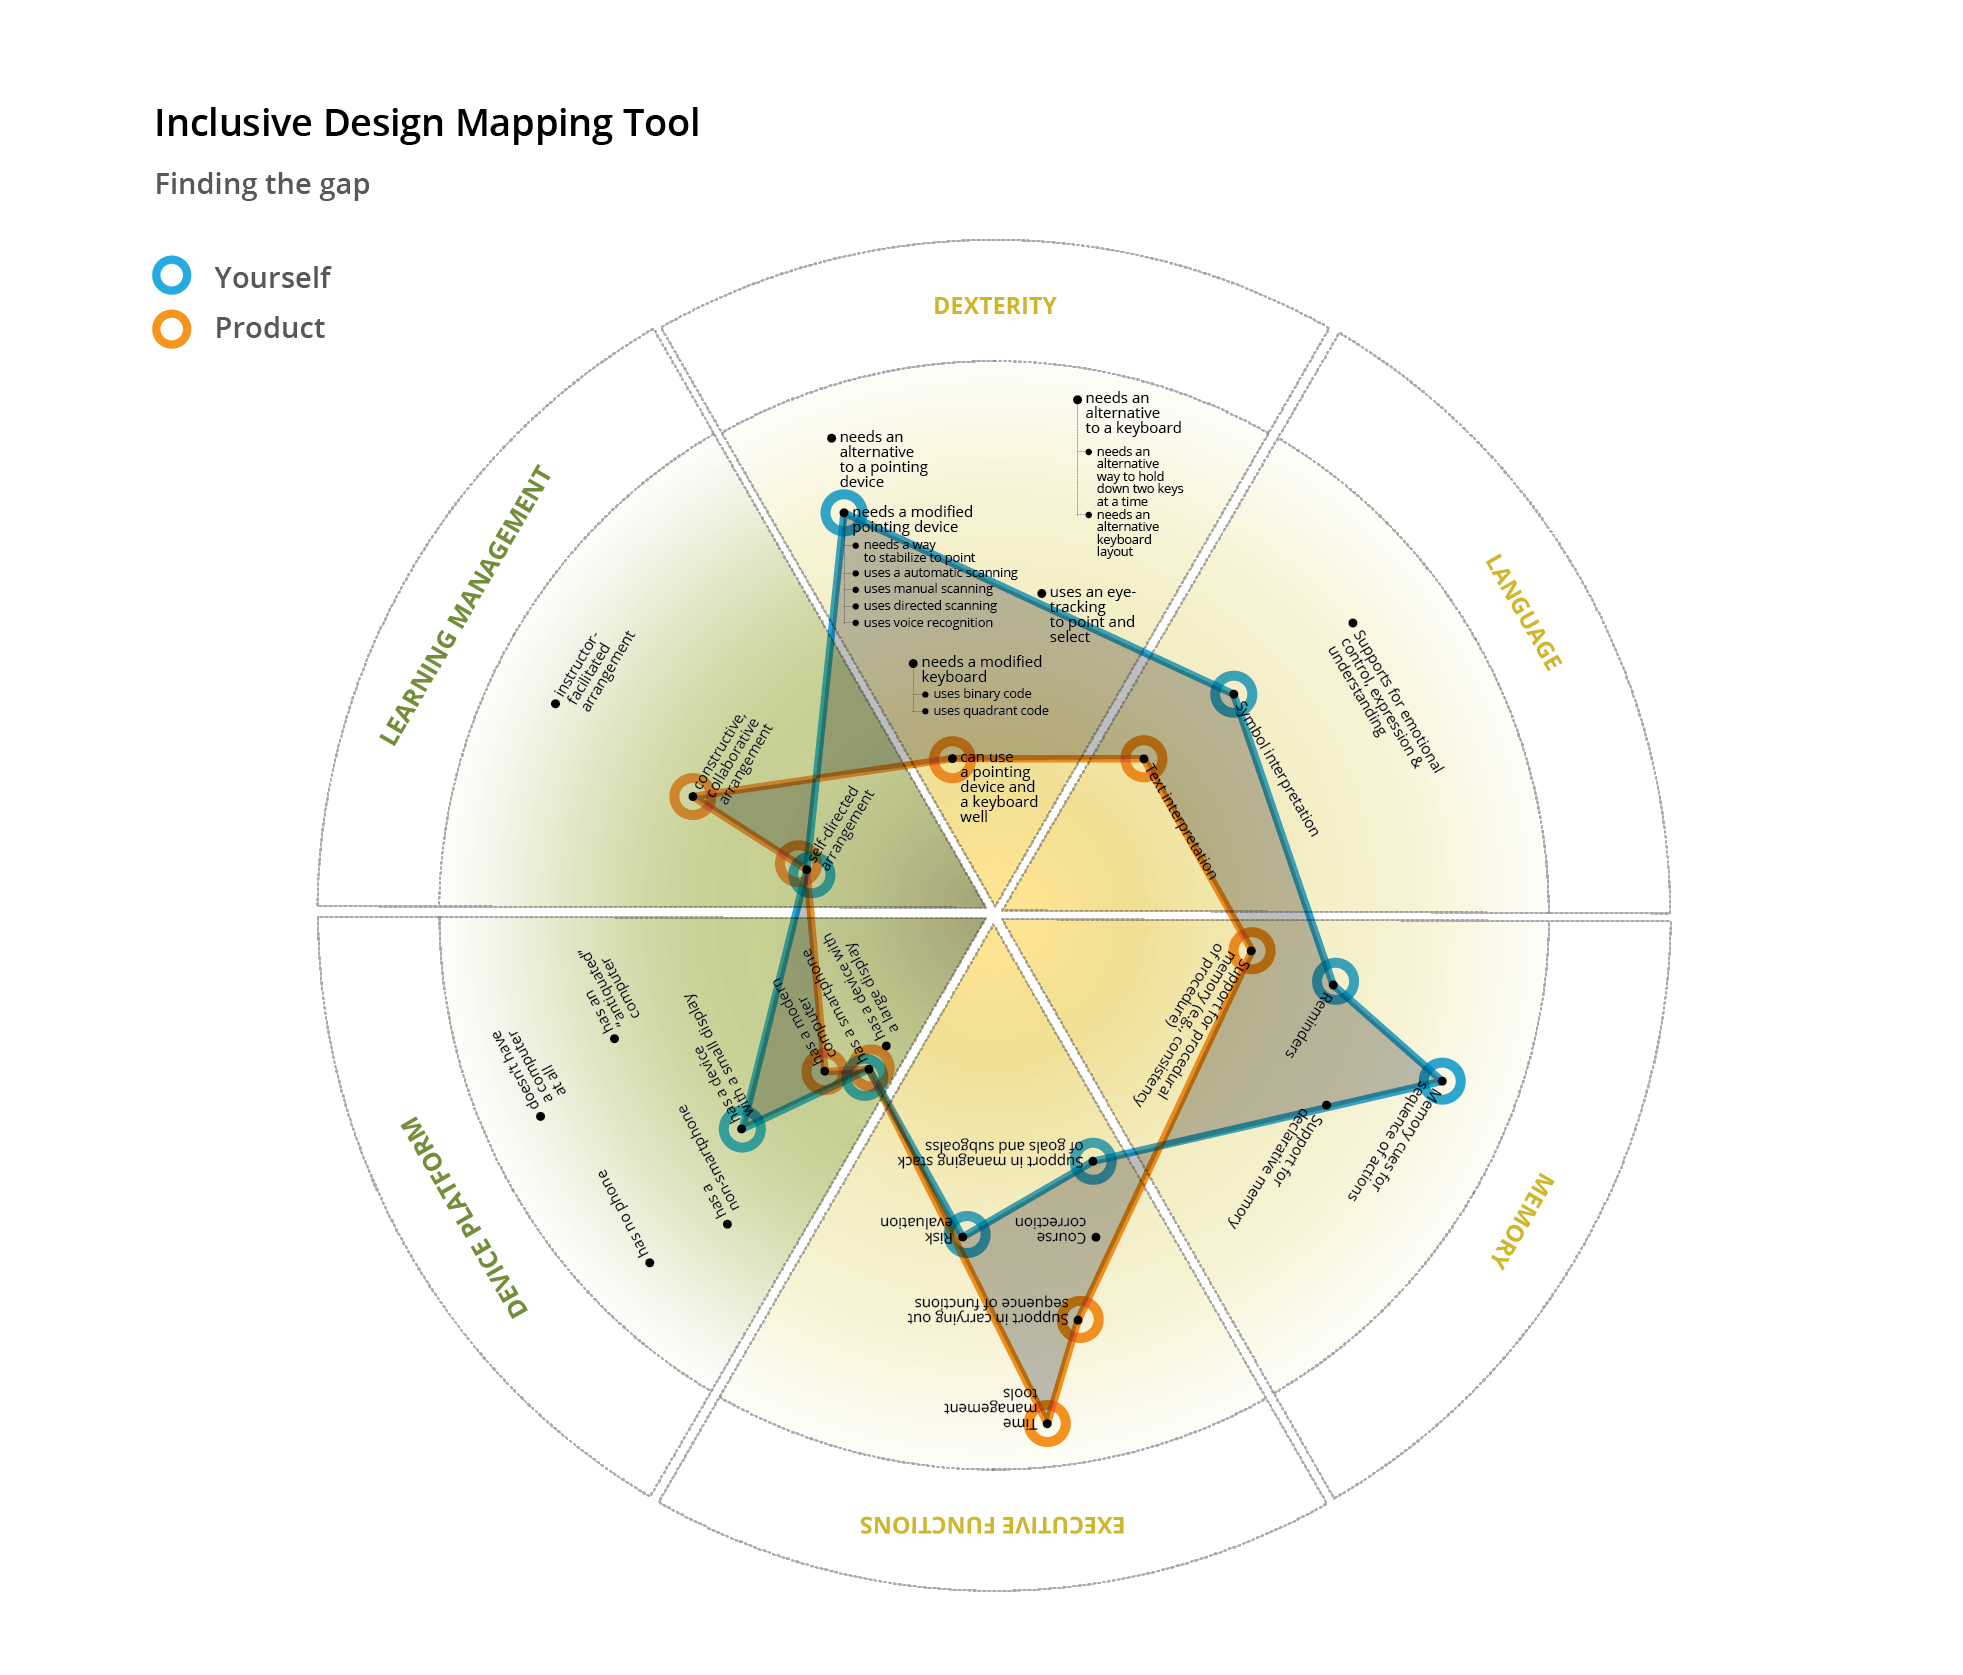 Inclusive Design Mapping Tool
Finding the gap
Yourself
Product
DEXTERITY
needs an
alternative
to a pointing
device
needs a modified
pointing device
needs a way
to stabilize to point
uses a automatic scanning
uses manual scanning
uses directed scanning
uses voice recognition
needs an
alternative
to a keyboard
needs an
alternative
way to hold
down two keys
at a time
needs an
alternative
keyboard
layout
uses an eye-
tracking
to point and
select
needs a modified
keyboard
uses binary code
uses quadrant code
can use
a pointing
device and
a keyboard
well
LANGUAGE
Supports for emotional
control, expression &
understanding
Symbol interpretation
Text interpretation
MEMORY
Support for procedural
memory (e.g., consistency
of procedure)
Reminders
Memory cues for
sequence of actions
Support for
declarative memory
EXECUTIVE FUNCTIONS
Support in managing stack
of goals and subgoalss
Risk
evaluation
Course
correction
Support in carrying out
sequence of functions
Time
management
tools
DEVICE PLATFORM
has a device with
a large display
has a smartphone
has a modern
computer
has a device
with a small display
has a
non-smartphone
has an
"antiquated"
computer
doesn't have
a computer
at all
has no phone
LEARNING MANAGEMENT
instructor-
facilitated
arrangement
constructive,
collaborative
arrangement
self-directed
arrangement